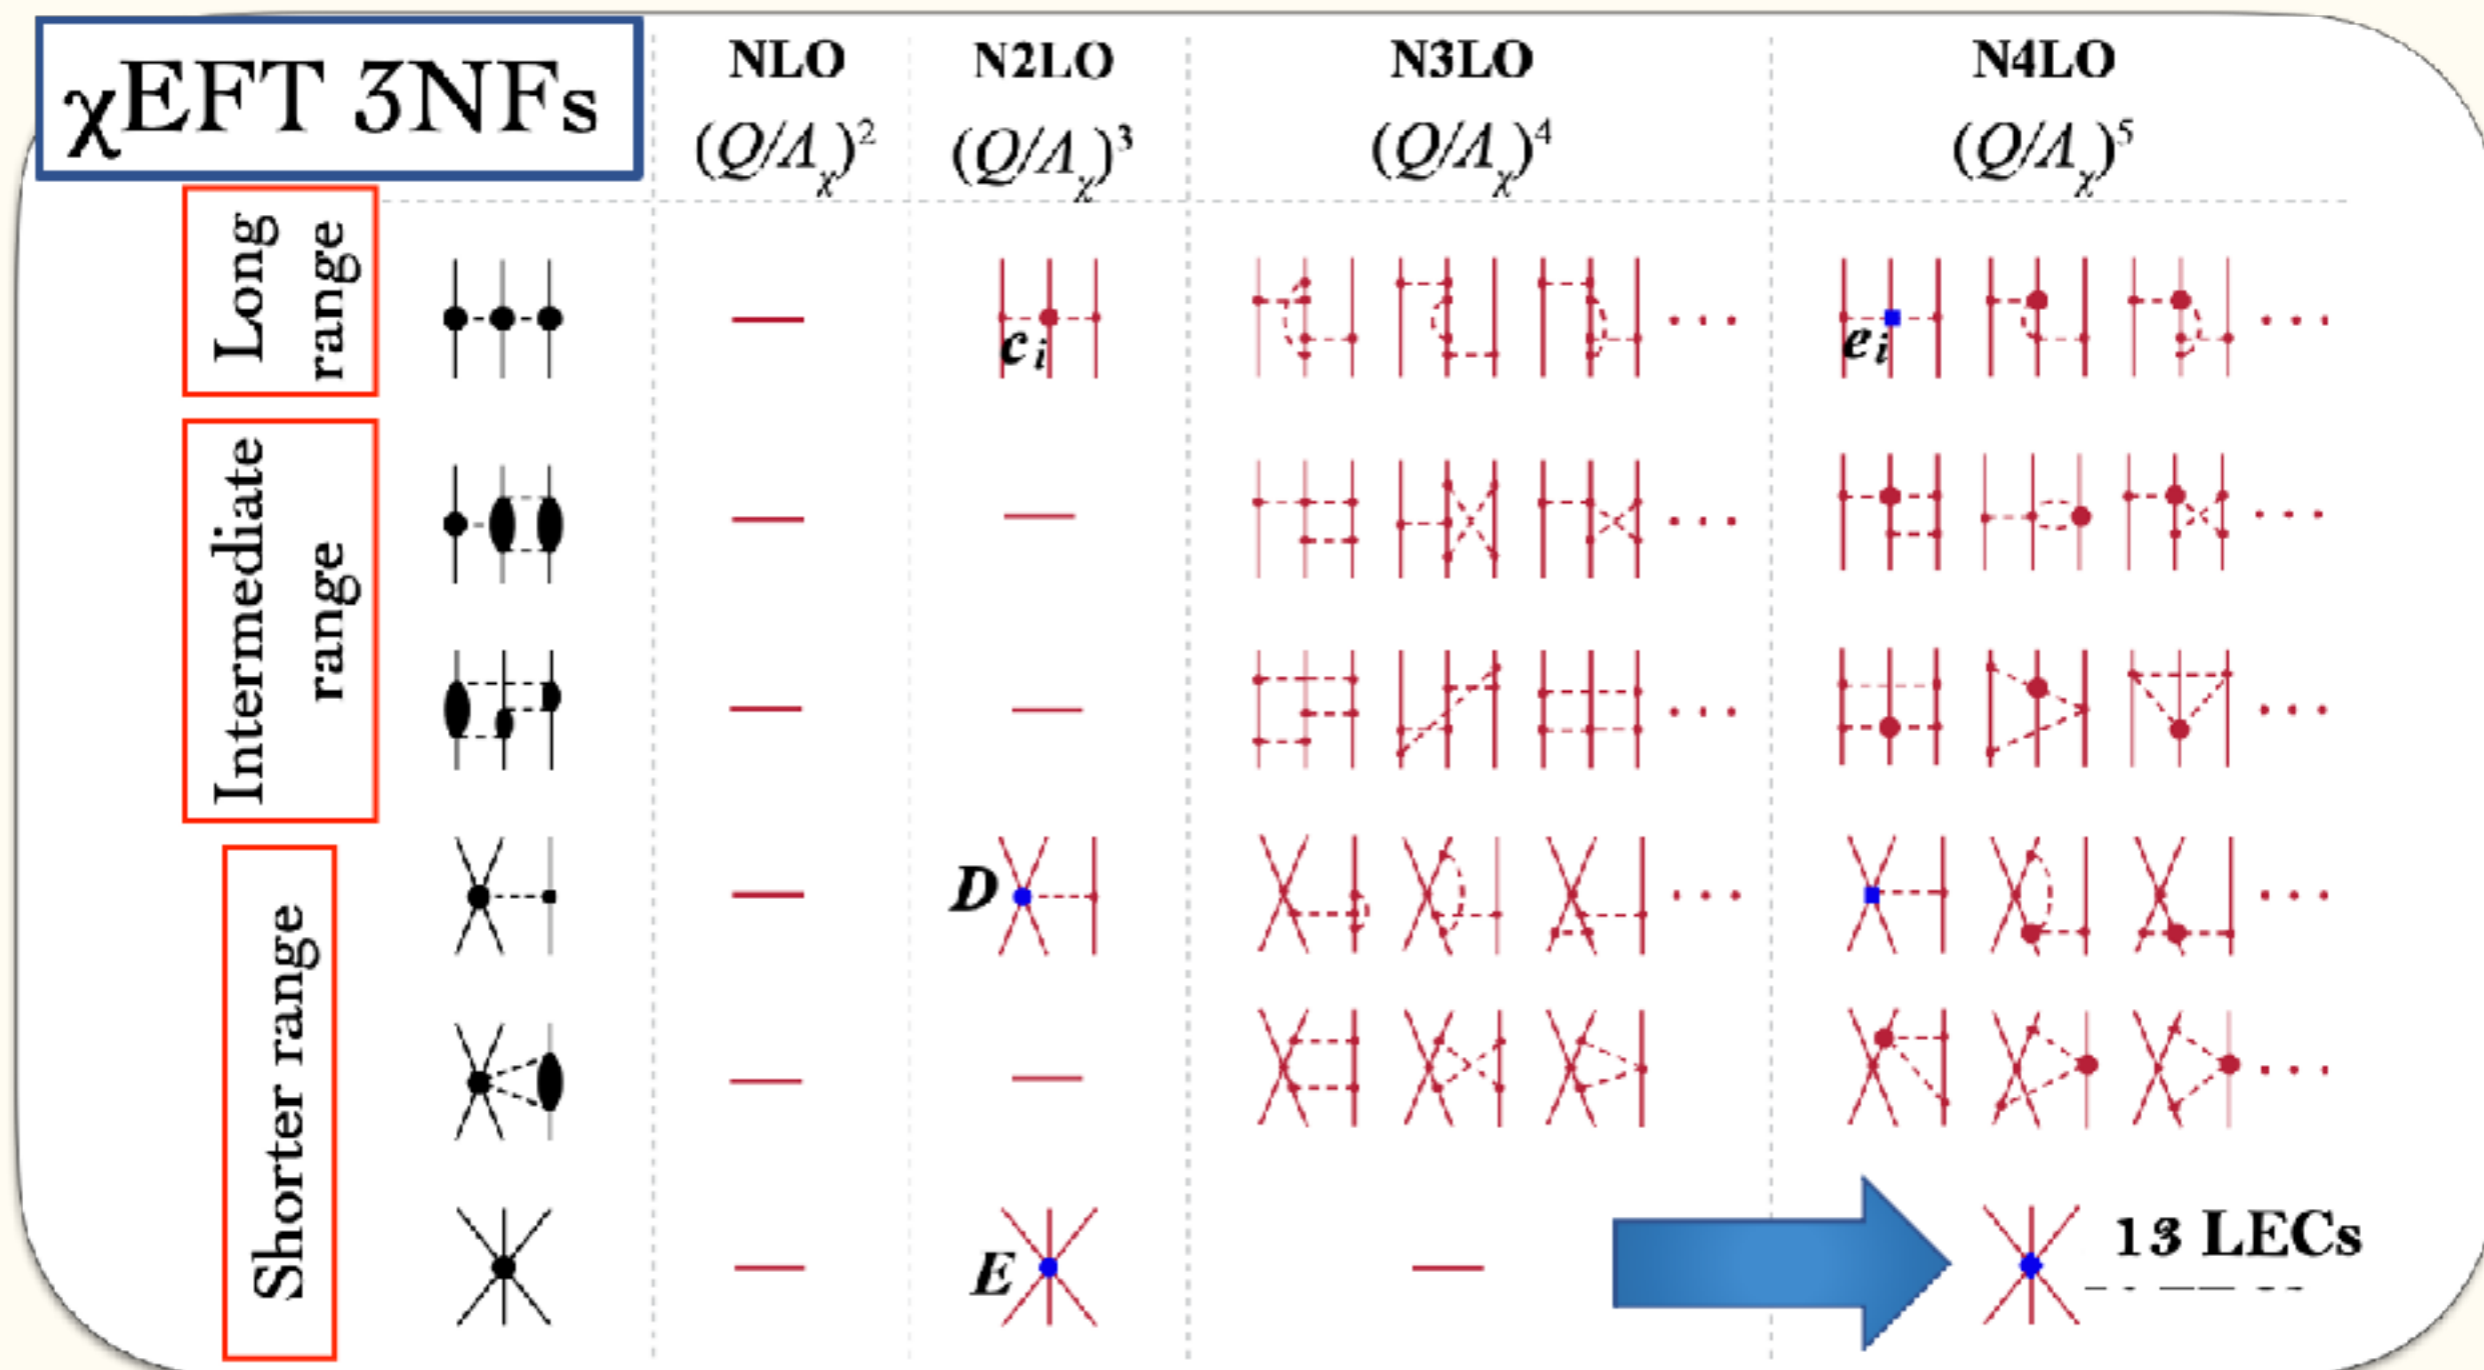 χEFT 3NFs
NLO
N2LO
N3LO
N4LO
(Q/Λχ)²
(Q/Λχ)³
(Q/Λχ)⁴
(Q/Λχ)⁵
Long
range
ci
ei
Intermediate
range
Shorter range
D
E
13 LECs